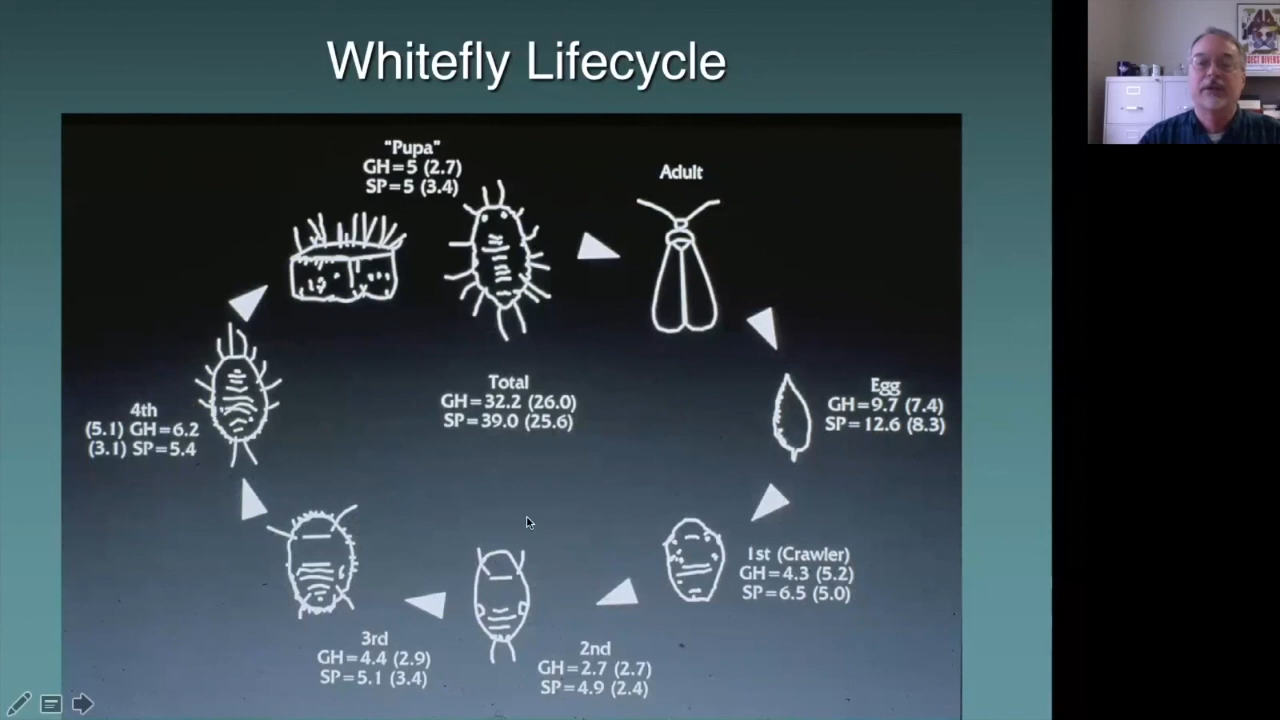 Whitefly Lifecycle
"Pupa"
GH=5 (2.7)
SP=5 (3.4)
Adult
Egg
GH=9.7 (7.4)
SP=12.6 (8.3)
1st (Crawler)
GH=4.3 (5.2)
SP=6.5 (5.0)
2nd
GH=2.7 (2.7)
SP=4.9 (2.4)
3rd
GH=4.4 (2.9)
SP=5.1 (3.4)
4th
(5.1) GH=6.2
(3.1) SP=5.4
Total
GH=32.2 (26.0)
SP=39.0 (25.6)